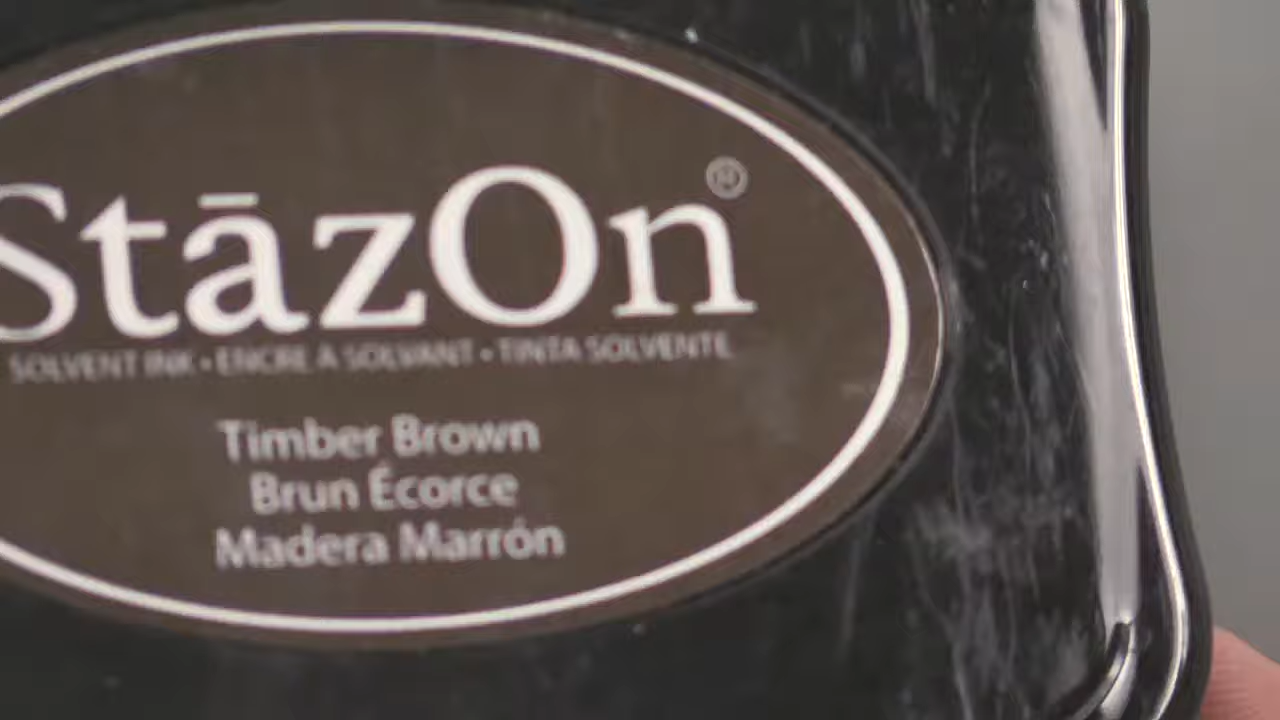 StāzOn®
SOLVENT INK • ENCRE À SOLVANT • TINTA SOLVENTE
Timber Brown
Brun Écorce
Madera Marrón